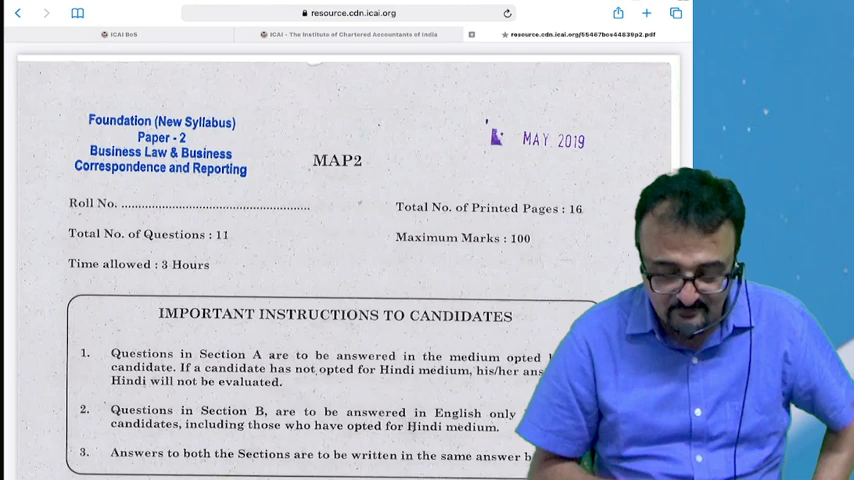 resource.cdn.icai.org
ICAI BoS
ICAI - The Institute of Chartered Accountants of India
resource.cdn.icai.org/55487bos44839p2.pdf
Foundation (New Syllabus)
Paper - 2
Business Law & Business
Correspondence and Reporting
MAP2
MAY 2019
Roll No. ........................................................
Total No. of Printed Pages : 16
Total No. of Questions : 11
Maximum Marks : 100
Time allowed : 3 Hours
IMPORTANT INSTRUCTIONS TO CANDIDATES
1. Questions in Section A are to be answered in the medium opted
candidate. If a candidate has not opted for Hindi medium, his/her
Hindi will not be evaluated.
2. Questions in Section B, are to be answered in English only
candidates, including those who have opted for Hindi medium.
3. Answers to both the Sections are to be written in the same answer